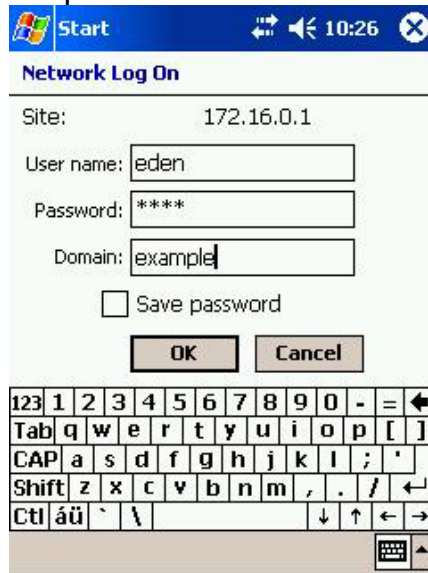 Start 10:26
Network Log On
Site: 172.16.0.1
User name: eden
Password: ****
Domain: example
Save password
OK Cancel
123 1 2 3 4 5 6 7 8 9 0 - =
Tab q w e r t y u i o p [ ]
CAP a s d f g h j k l ; '
Shift z x c v b n m , . /
Ctl áü ` \ ↓ ↑ ← →